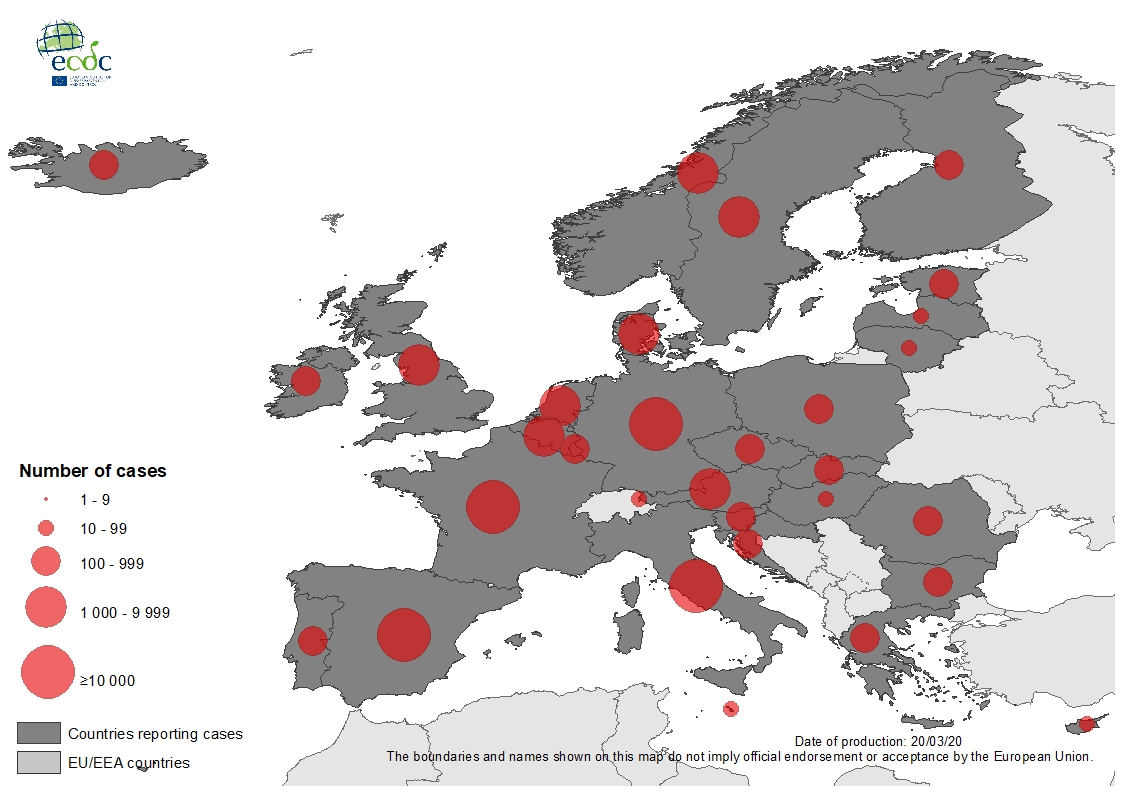 ecdc
Number of cases
1 - 9
10 - 99
100 - 999
1 000 - 9 999
≥10 000
Countries reporting cases
EU/EEA countries
Date of production: 20/03/20
The boundaries and names shown on this map do not imply official endorsement or acceptance by the European Union.